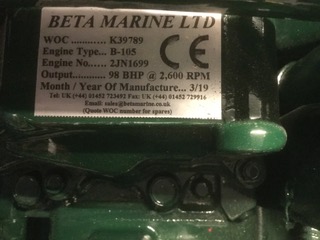 BETA MARINE LTD
WOC ........... K39789
Engine Type... B-105
Engine No...... 2JN1699
Output.......... 98 BHP @ 2,600 RPM
Month / Year Of Manufacture... 3/19
Tel: UK (+44) 01452 723492 Fax: UK (+44) 01452 729916
Email: sales@betamarine.co.uk
(Quote WOC number for spares)
CE